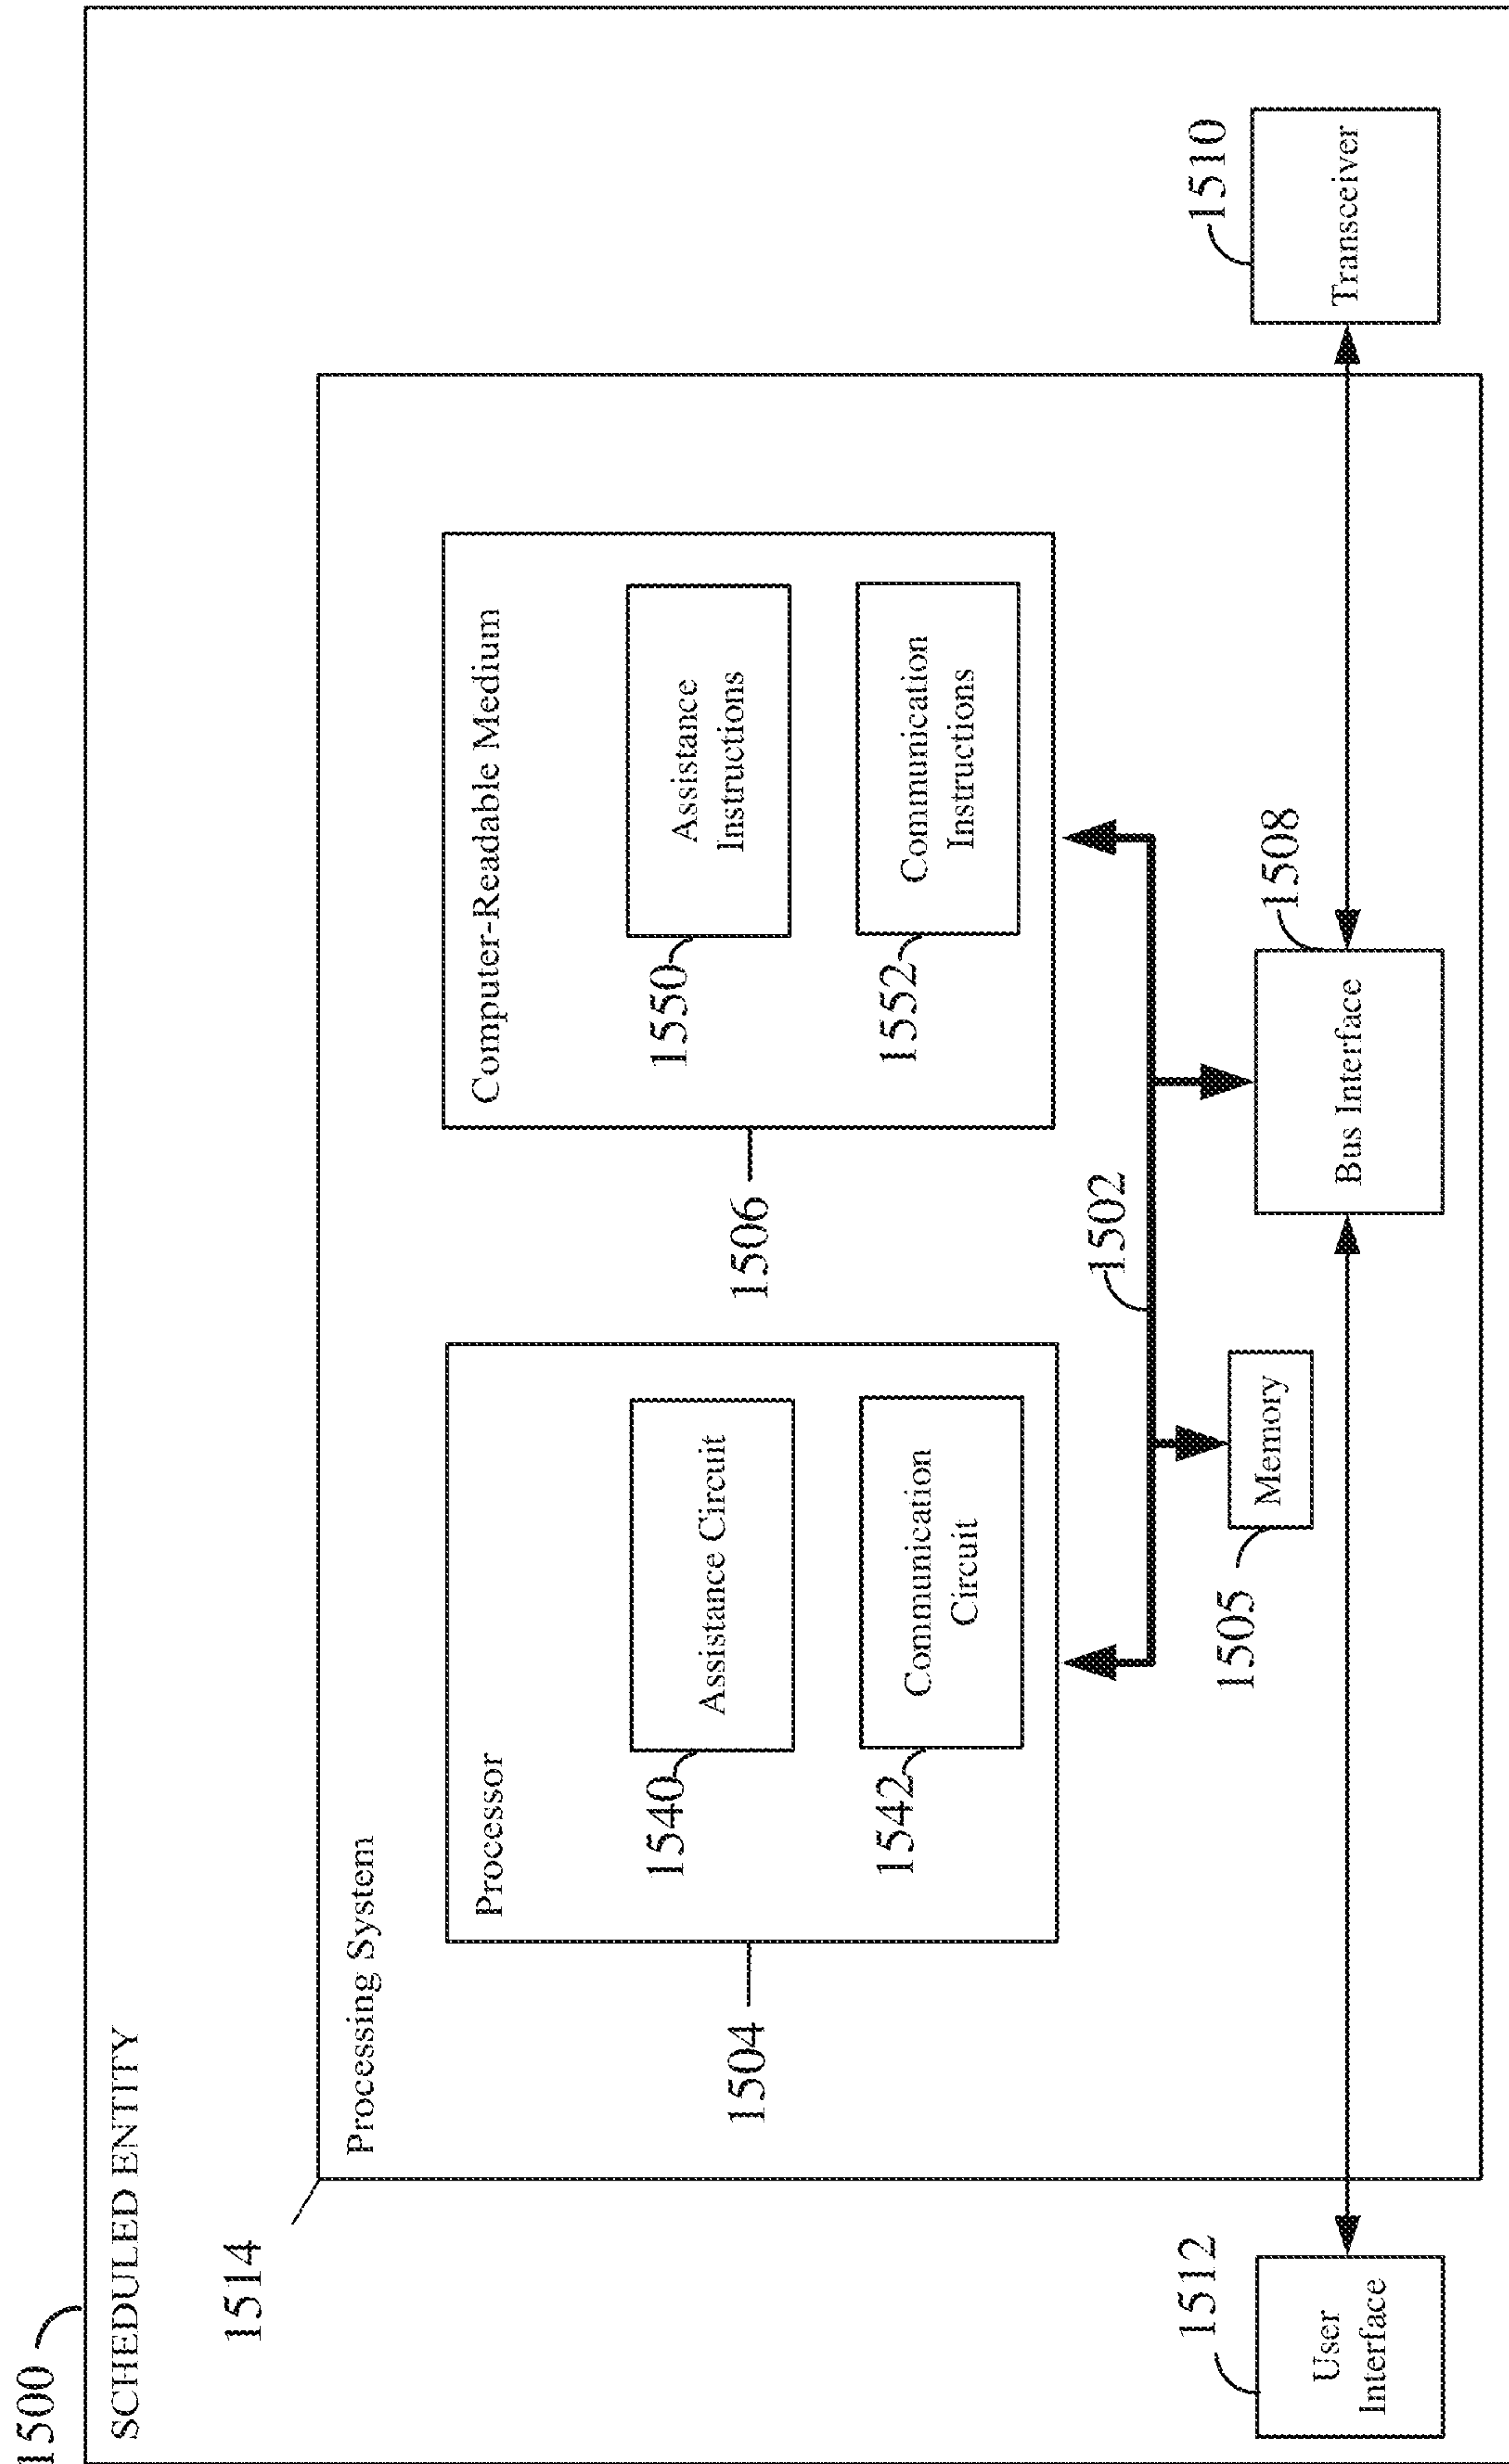 1500
SCHEDULED ENTITY
1514
Processing System
Processor
1504
1540
Assistance Circuit
1542
Communication
Circuit
Computer-Readable Medium
1506
1550
Assistance
Instructions
1552
Communication
Instructions
1502
1505
Memory
1508
Bus Interface
1512
User
Interface
1510
Transceiver